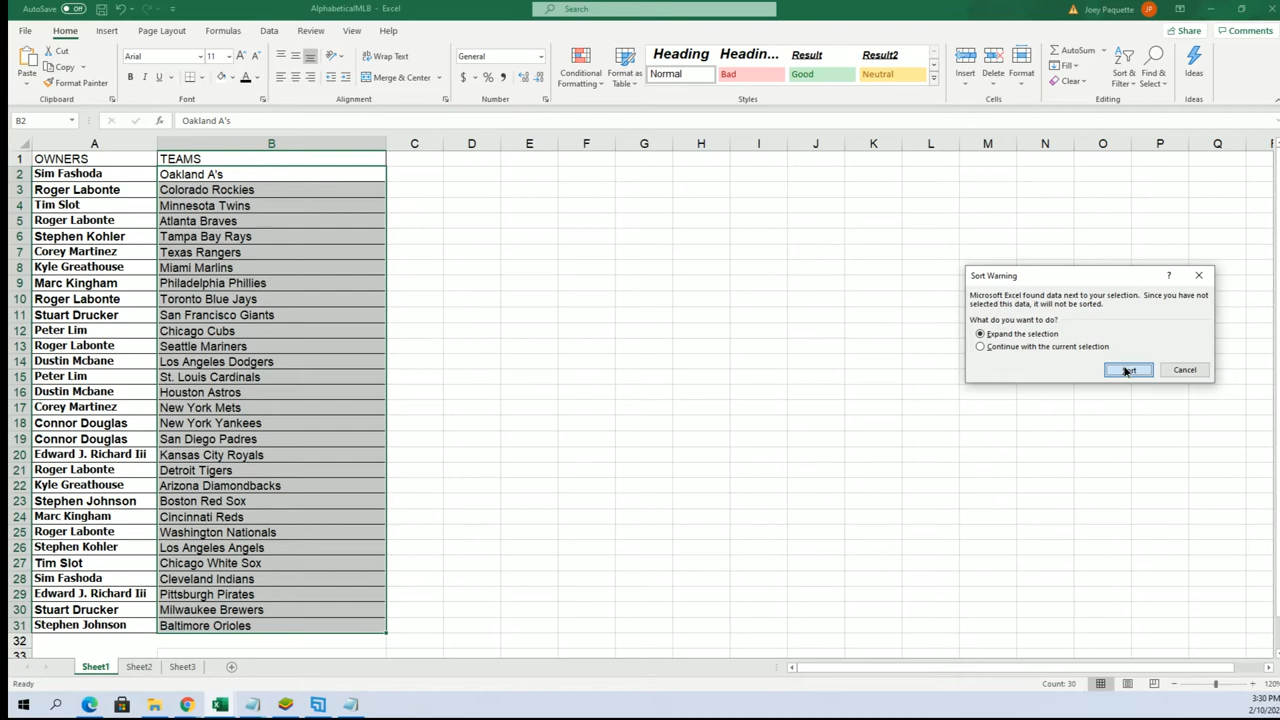 AutoSave Off AlphabeticalMLB - Excel Search Joey Paquette JP
File Home Insert Page Layout Formulas Data Review View Help Share Comments
Paste Cut Copy Format Painter Clipboard
Arial 11 B I U A Font
Wrap Text Merge & Center Alignment
General $ % , Number
Conditional Formatting Format as Table
Heading Headin... Result Result2
Normal Bad Good Neutral
Styles
Insert Delete Format Cells
AutoSum Fill Clear Sort & Filter Find & Select Editing
Ideas Ideas
B2 fx Oakland A's
A B C D E F G H I J K L M N O P Q
1 OWNERS TEAMS
2 Sim Fashoda Oakland A's
3 Roger Labonte Colorado Rockies
4 Tim Slot Minnesota Twins
5 Roger Labonte Atlanta Braves
6 Stephen Kohler Tampa Bay Rays
7 Corey Martinez Texas Rangers
8 Kyle Greathouse Miami Marlins
9 Marc Kingham Philadelphia Phillies
10 Roger Labonte Toronto Blue Jays
11 Stuart Drucker San Francisco Giants
12 Peter Lim Chicago Cubs
13 Roger Labonte Seattle Mariners
14 Dustin Mcbane Los Angeles Dodgers
15 Peter Lim St. Louis Cardinals
16 Dustin Mcbane Houston Astros
17 Corey Martinez New York Mets
18 Connor Douglas New York Yankees
19 Connor Douglas San Diego Padres
20 Edward J. Richard Iii Kansas City Royals
21 Roger Labonte Detroit Tigers
22 Kyle Greathouse Arizona Diamondbacks
23 Stephen Johnson Boston Red Sox
24 Marc Kingham Cincinnati Reds
25 Roger Labonte Washington Nationals
26 Stephen Kohler Los Angeles Angels
27 Tim Slot Chicago White Sox
28 Sim Fashoda Cleveland Indians
29 Edward J. Richard Iii Pittsburgh Pirates
30 Stuart Drucker Milwaukee Brewers
31 Stephen Johnson Baltimore Orioles
32
33
Sort Warning ?
Microsoft Excel found data next to your selection. Since you have not
selected this data, it will not be sorted.
What do you want to do?
Expand the selection
Continue with the current selection
Cancel
Sheet1 Sheet2 Sheet3
Ready Count: 30 120%
3:30 PM